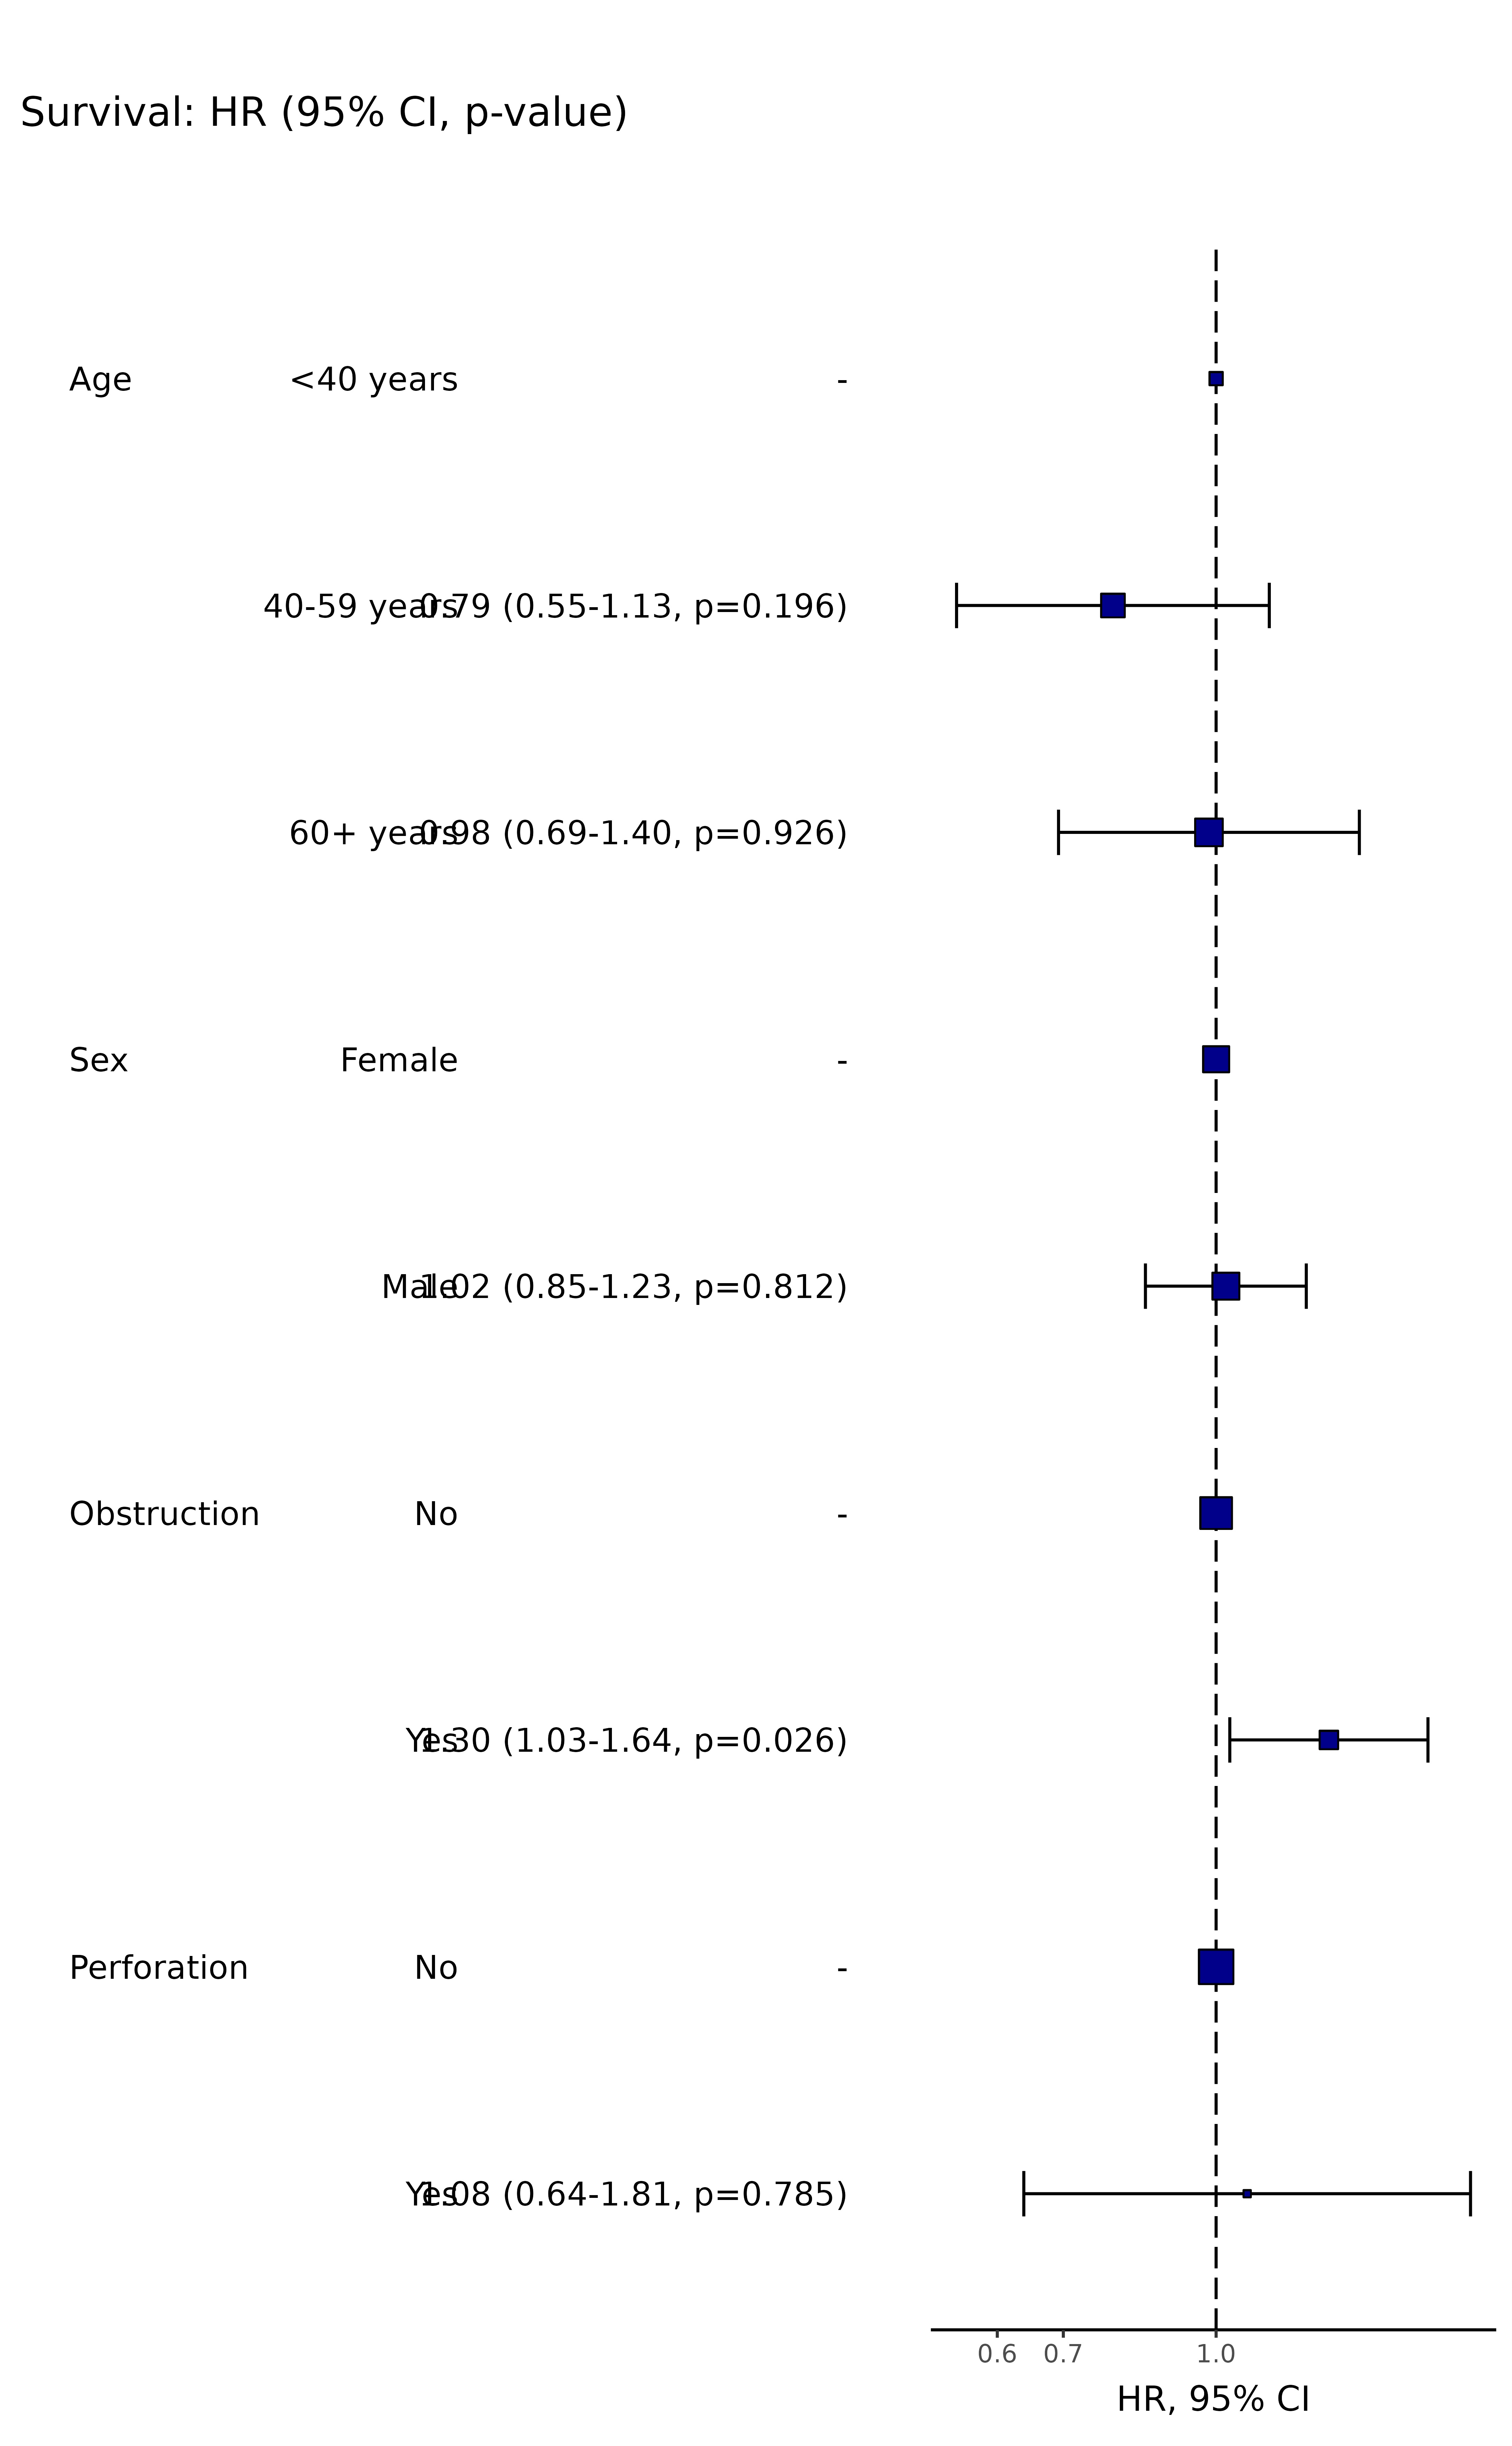 Survival: HR (95% CI, p-value)
Age <40 years -
40-59 years 0.79 (0.55-1.13, p=0.196)
60+ years 0.98 (0.69-1.40, p=0.926)
Sex Female -
Male 1.02 (0.85-1.23, p=0.812)
Obstruction No -
Yes 1.30 (1.03-1.64, p=0.026)
Perforation No -
Yes 1.08 (0.64-1.81, p=0.785)
0.6 0.7 1.0
HR, 95% CI